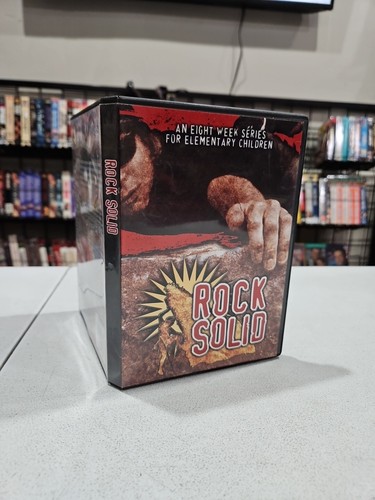 AN EIGHT WEEK SERIES
FOR ELEMENTARY CHILDREN
ROCK
SOLID
ROCK SOLID